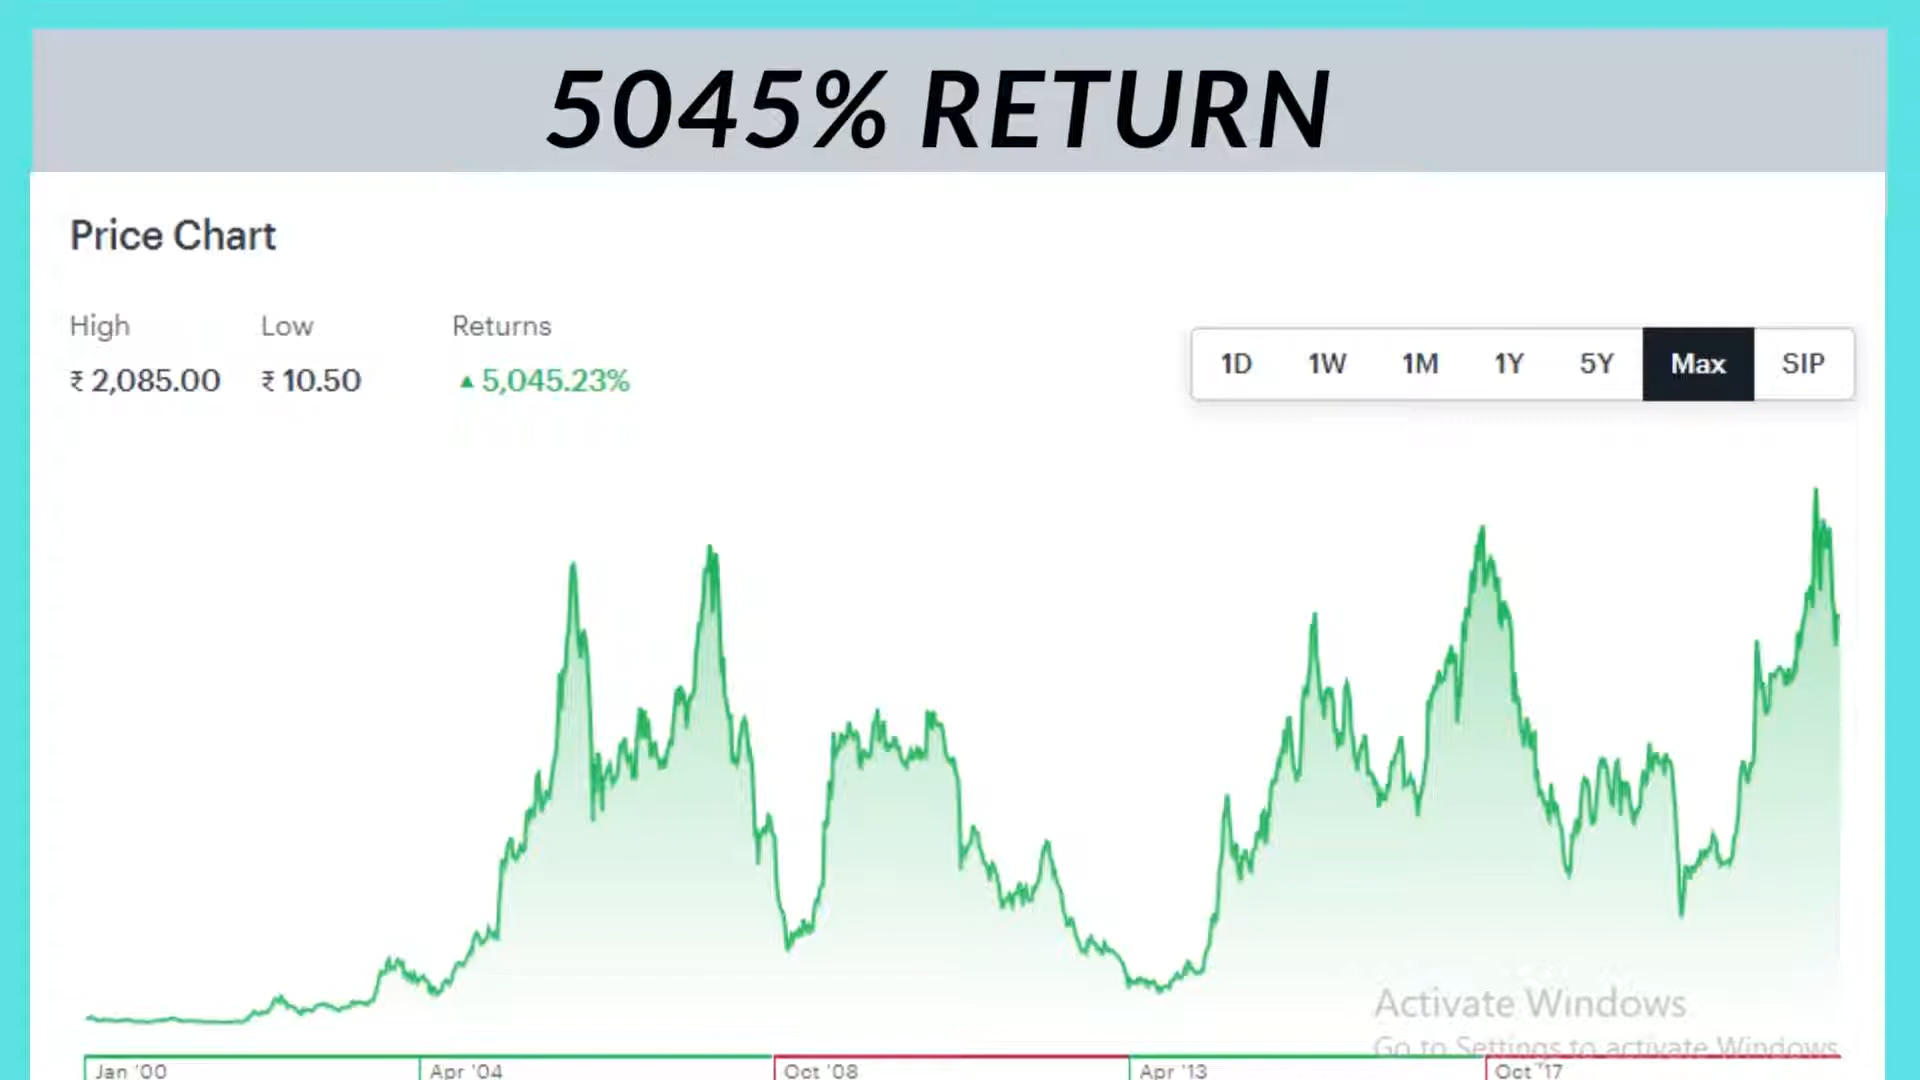 5045% RETURN
Price Chart
High Low Returns
₹ 2,085.00 ₹ 10.50 ▲ 5,045.23%
1D 1W 1M 1Y 5Y Max SIP
Activate Windows
Go to Settings to activate Windows.
Jan '00 Apr '04 Oct '08 Apr '13 Oct '17